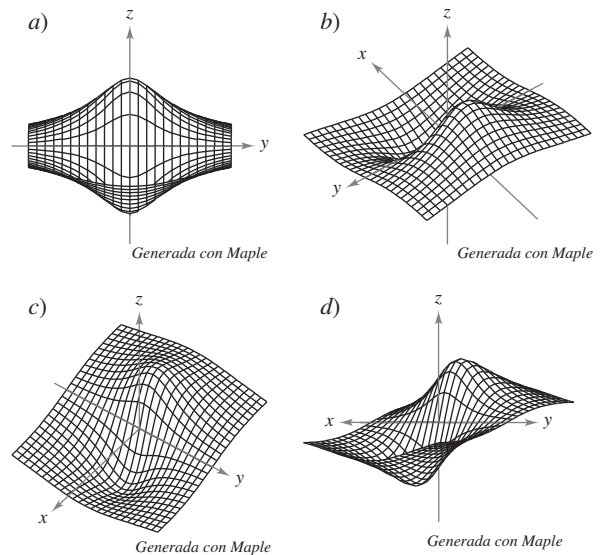 a)
z
y
Generada con Maple
b)
z
x
y
Generada con Maple
c)
z
y
x
Generada con Maple
d)
z
x
y
Generada con Maple